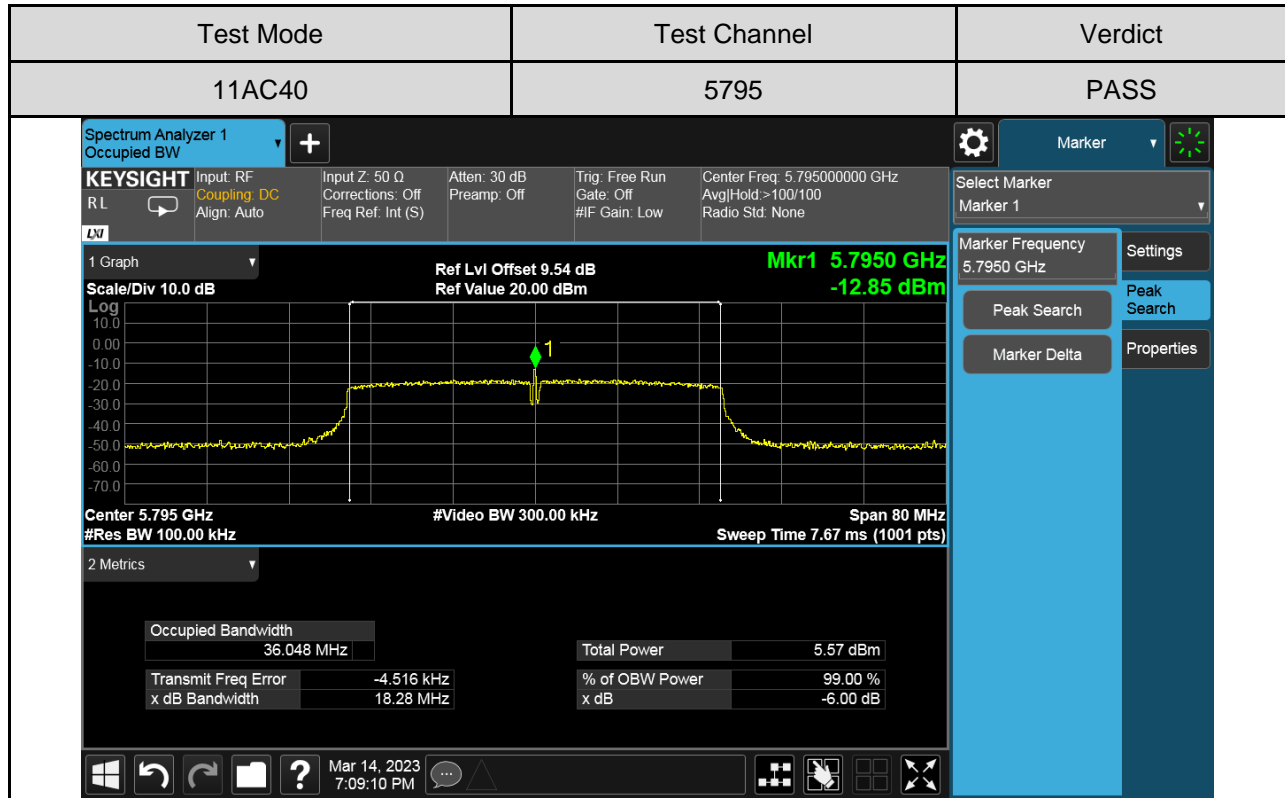 Test Mode Test Channel Verdict
11AC40 5795 PASS
Spectrum Analyzer 1
Occupied BW
+
Marker
KEYSIGHT Input: RF Input Z: 50 Ω Atten: 30 dB Trig: Free Run Center Freq: 5.795000000 GHz
RL Coupling: DC Corrections: Off Preamp: Off Gate: Off Avg|Hold:>100/100
Align: Auto Freq Ref: Int (S) #IF Gain: Low Radio Std: None
LXI
Select Marker
Marker 1
1 Graph
Ref Lvl Offset 9.54 dB
Mkr1 5.7950 GHz
Scale/Div 10.0 dB Ref Value 20.00 dBm -12.85 dBm
Marker Frequency
5.7950 GHz
Settings
Peak Search
Peak
Search
Marker Delta
Properties
Log
10.0
0.00
-10.0
-20.0
-30.0
-40.0
-50.0
-60.0
-70.0
1
Center 5.795 GHz #Video BW 300.00 kHz Span 80 MHz
#Res BW 100.00 kHz Sweep Time 7.67 ms (1001 pts)
2 Metrics
Occupied Bandwidth
36.048 MHz Total Power 5.57 dBm
Transmit Freq Error -4.516 kHz % of OBW Power 99.00 %
x dB Bandwidth 18.28 MHz x dB -6.00 dB
? Mar 14, 2023
7:09:10 PM